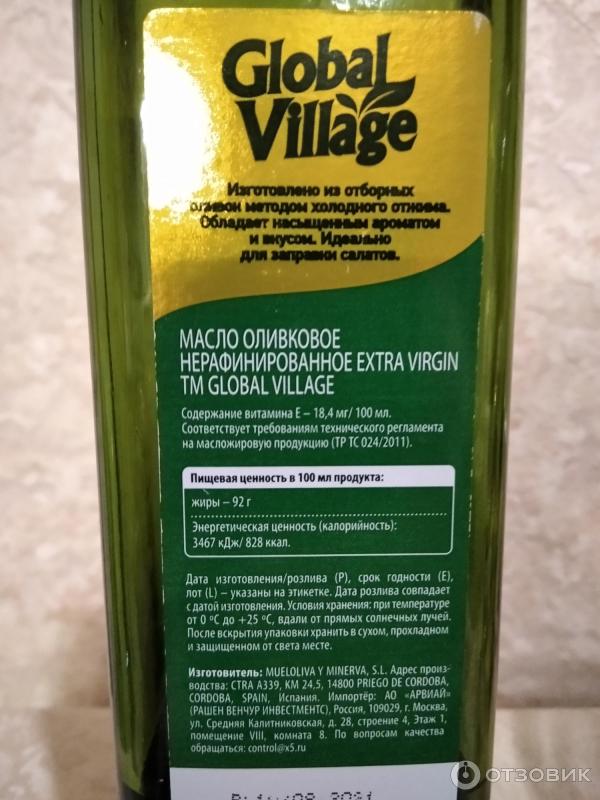 Global
Village
Изготовлено из отборных
оливок методом холодного отжима.
Обладает насыщенным ароматом
и вкусом. Идеально
для заправки салатов.
МАСЛО ОЛИВКОВОЕ
НЕРАФИНИРОВАННОЕ EXTRA VIRGIN
TM GLOBAL VILLAGE
Содержание витамина Е – 18,4 мг/ 100 мл.
Соответствует требованиям технического регламента
на масложировую продукцию (ТР ТС 024/2011).
Пищевая ценность в 100 мл продукта:
жиры – 92 г
Энергетическая ценность (калорийность):
3467 кДж/ 828 ккал.
Дата изготовления/розлива (P), срок годности (E),
лот (L) – указаны на этикетке. Дата розлива совпадает
с датой изготовления. Условия хранения: при температуре
от 0 ºС до +25 ºС, вдали от прямых солнечных лучей.
После вскрытия упаковки хранить в сухом, прохладном
и защищенном от света месте.
Изготовитель: MUELOLIVA Y MINERVA, S.L. Адрес произ-
водства: CTRA A339, KM 24,5, 14800 PRIEGO DE CORDOBA,
CORDOBA, SPAIN, Испания. Импортёр: АО «АРВИАЙ»
(РАШЕН ВЕНЧУР ИНВЕСТМЕНТС), Россия, 109029, г. Москва,
ул. Средняя Калитниковская, д. 28, строение 4, Этаж 1,
помещение VIII, комната 8. По вопросам качества
обращаться: control@x5.ru
ОТЗОВИК